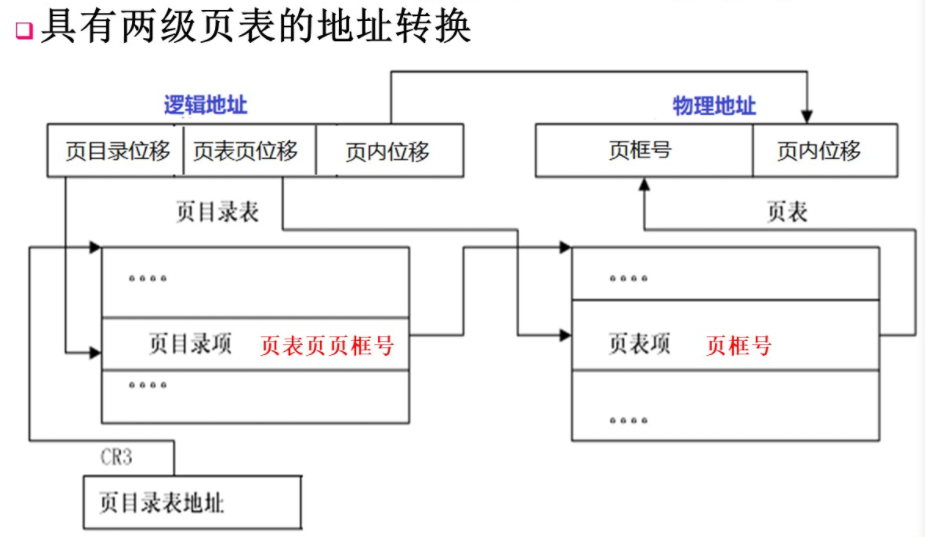 具有两级页表的地址转换
逻辑地址
物理地址
页目录位移 页表页位移 页内位移
页框号 页内位移
页目录表
页表
。。。。
。。。。
页目录项 页表页页框号
页表项 页框号
。。。。
。。。。
CR3
页目录表地址